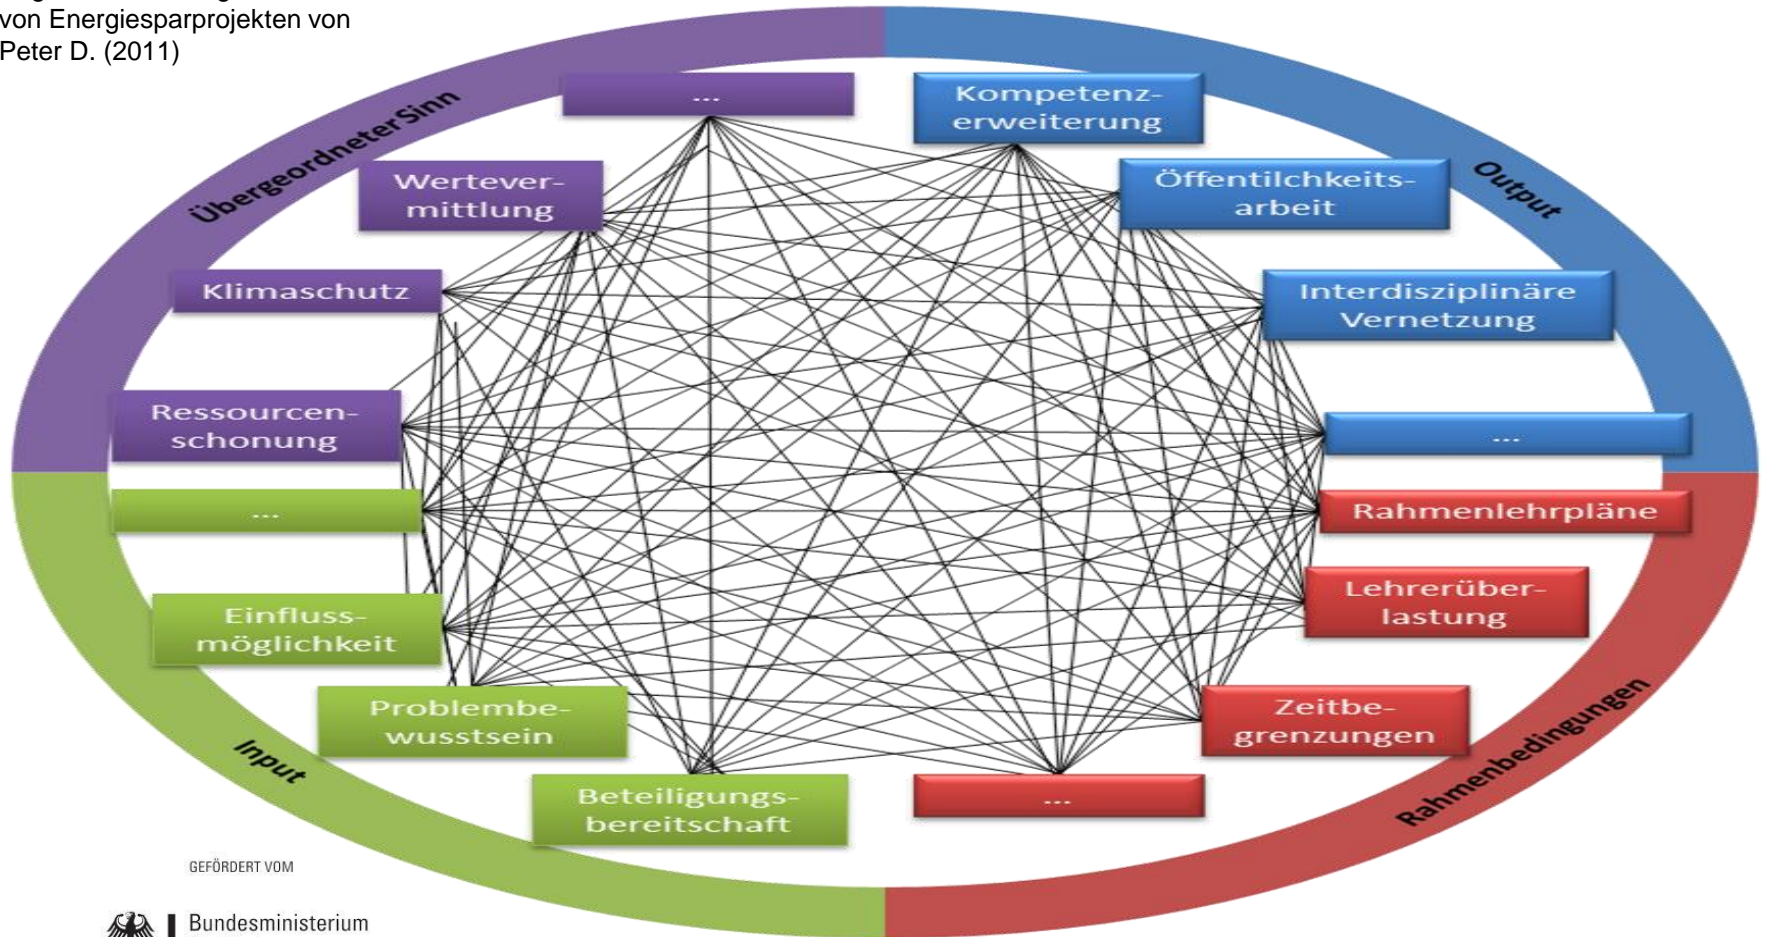 von Energiesparprojekten von
Peter D. (2011)
Übergeordneter Sinn
...
Kompetenz-
erweiterung
Wertever-
mittlung
Öffentilchkeits-
arbeit
Output
Klimaschutz
Interdisziplinäre
Vernetzung
Ressourcen-
schonung
...
...
Rahmenlehrpläne
Lehrerüber-
lastung
Einfluss-
möglichkeit
Problembe-
wusstsein
Zeitbe-
grenzungen
Input
Rahmenbedingungen
Beteiligungs-
bereitschaft
...
GEFÖRDERT VOM
Bundesministerium